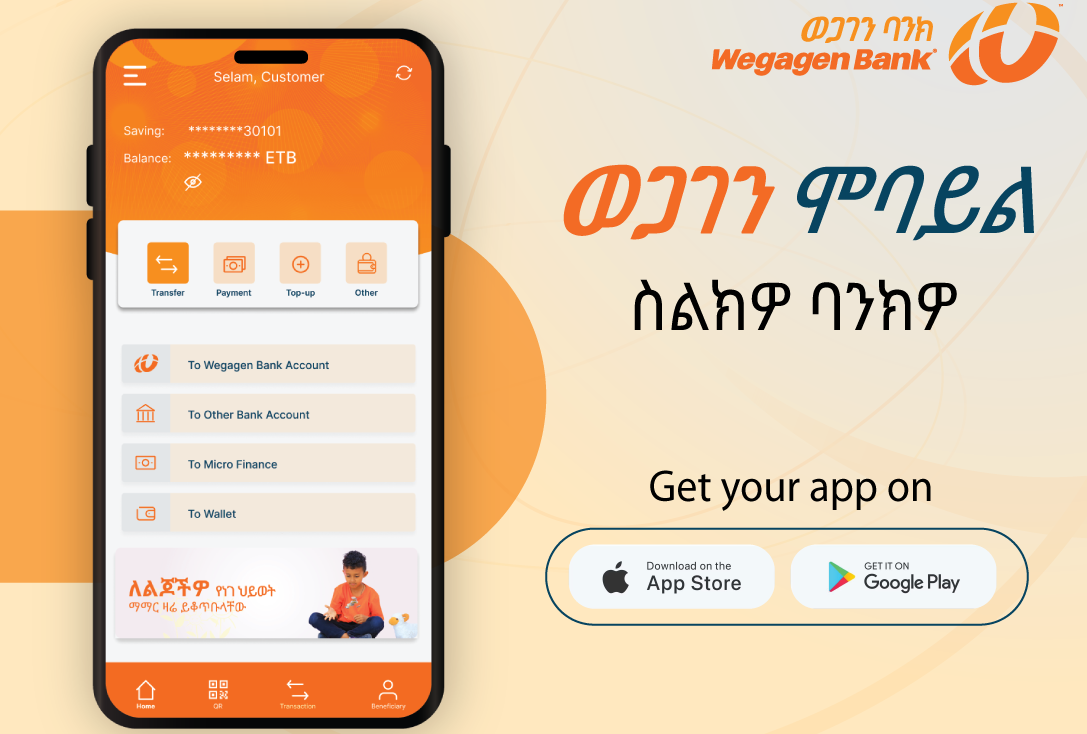 Selam, Customer
Saving: ********30101
Balance: ********* ETB
Transfer
Payment
Top-up
Other
To Wegagen Bank Account
To Other Bank Account
To Micro Finance
To Wallet
ለልጆችዎ የነገ ህይወት
ማማር ዛሬ ይቆጥቡላቸው
Home
QR
Transaction
Beneficiary
ወጋገን ባንክ
Wegagen Bank
ወጋገን ሞባይል
ስልክዎ ባንክዎ
Get your app on
Download on the
App Store
GET IT ON
Google Play